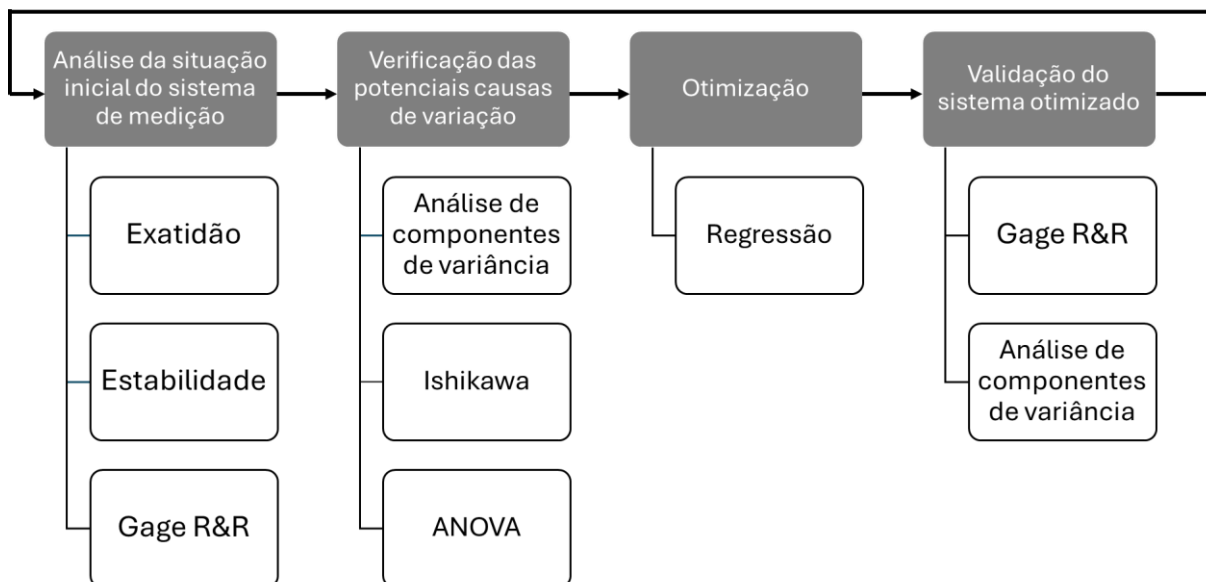 Análise da situação
inicial do sistema
de medição
Verificação das
potenciais causas
de variação
Otimização
Validação do
sistema otimizado
Exatidão
Estabilidade
Gage R&R
Análise de
componentes
de variância
Ishikawa
ANOVA
Regressão
Gage R&R
Análise de
componentes
de variância